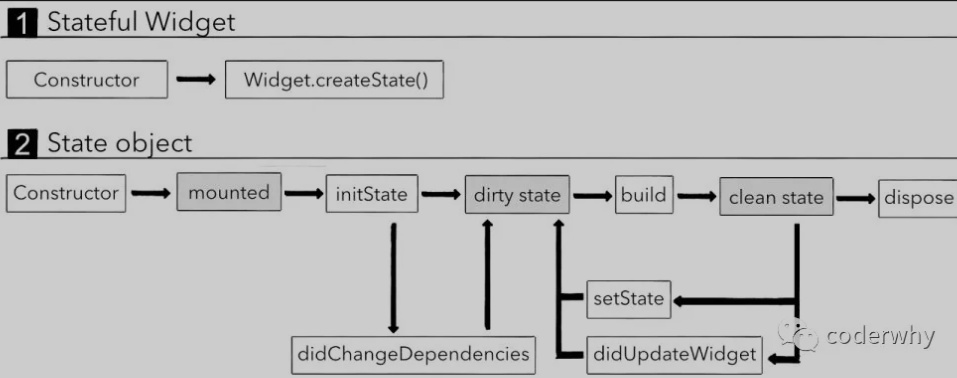 1 Stateful Widget
Constructor
Widget.createState()
2 State object
Constructor
mounted
initState
dirty state
build
clean state
dispose
setState
didChangeDependencies
didUpdateWidget
coderwhy